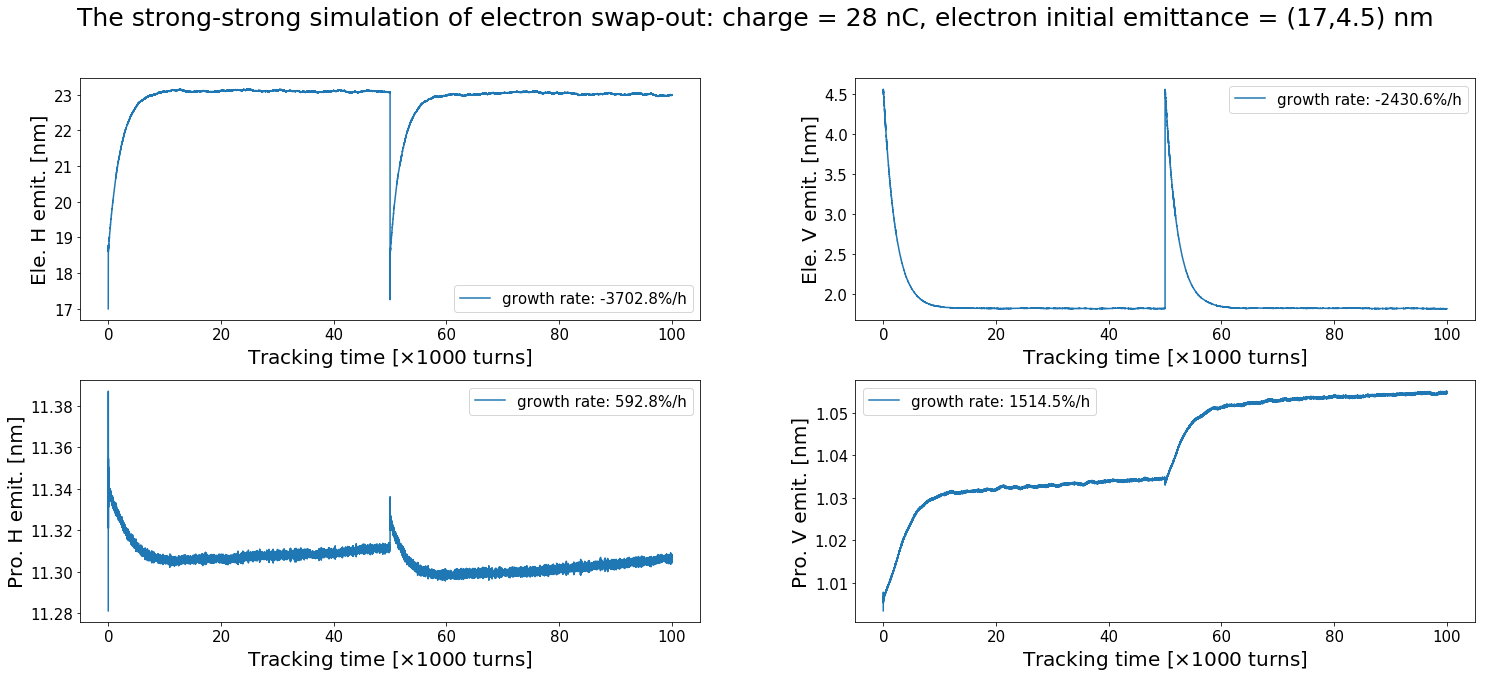 The strong-strong simulation of electron swap-out: charge = 28 nC, electron initial emittance = (17,4.5) nm
Ele. H emit. [nm]
23
22
21
20
19
18
17
growth rate: -3702.8%/h
0 20 40 60 80 100
Tracking time [×1000 turns]
Ele. V emit. [nm]
4.5
4.0
3.5
3.0
2.5
2.0
growth rate: -2430.6%/h
0 20 40 60 80 100
Tracking time [×1000 turns]
Pro. H emit. [nm]
11.38
11.36
11.34
11.32
11.30
11.28
growth rate: 592.8%/h
0 20 40 60 80 100
Tracking time [×1000 turns]
Pro. V emit. [nm]
1.05
1.04
1.03
1.02
1.01
growth rate: 1514.5%/h
0 20 40 60 80 100
Tracking time [×1000 turns]